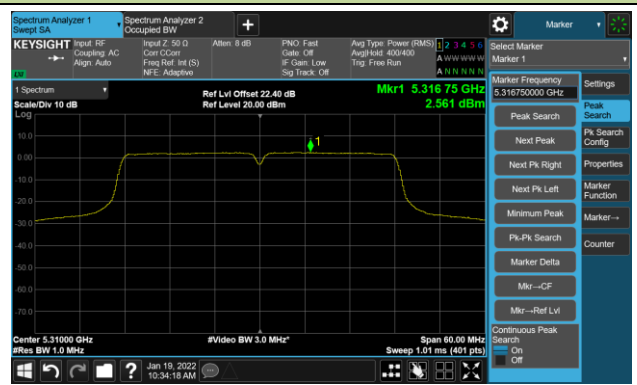 Spectrum Analyzer 1
Swept SA
Spectrum Analyzer 2
Occupied BW
+
Marker
KEYSIGHT
Input: RF
Coupling: AC
Align: Auto
Input Z: 50 Ω
Corr CCorr
Freq Ref: Int (S)
NFE: Adaptive
Atten: 8 dB
PNO: Fast
Gate: Off
IF Gain: Low
Sig Track: Off
Avg Type: Power (RMS)
Avg|Hold: 400/400
Trig: Free Run
1 2 3 4 5 6
A W W W W W
A N N N N N
Select Marker
Marker 1
1 Spectrum
Scale/Div 10 dB
Log
Ref Lvl Offset 22.40 dB
Ref Level 20.00 dBm
Mkr1 5.316 75 GHz
2.561 dBm
10.0
0.00
-10.0
-20.0
-30.0
-40.0
-50.0
-60.0
-70.0
1
Center 5.31000 GHz
#Res BW 1.0 MHz
#Video BW 3.0 MHz*
Span 60.00 MHz
Sweep 1.01 ms (401 pts)
Marker Frequency
5.316750000 GHz
Peak Search
Next Peak
Next Pk Right
Next Pk Left
Minimum Peak
Pk-Pk Search
Marker Delta
Mkr→CF
Mkr→Ref Lvl
Continuous Peak
Search
On
Off
Settings
Peak
Search
Pk Search
Config
Properties
Marker
Function
Marker→
Counter
?
Jan 19, 2022
10:34:18 AM